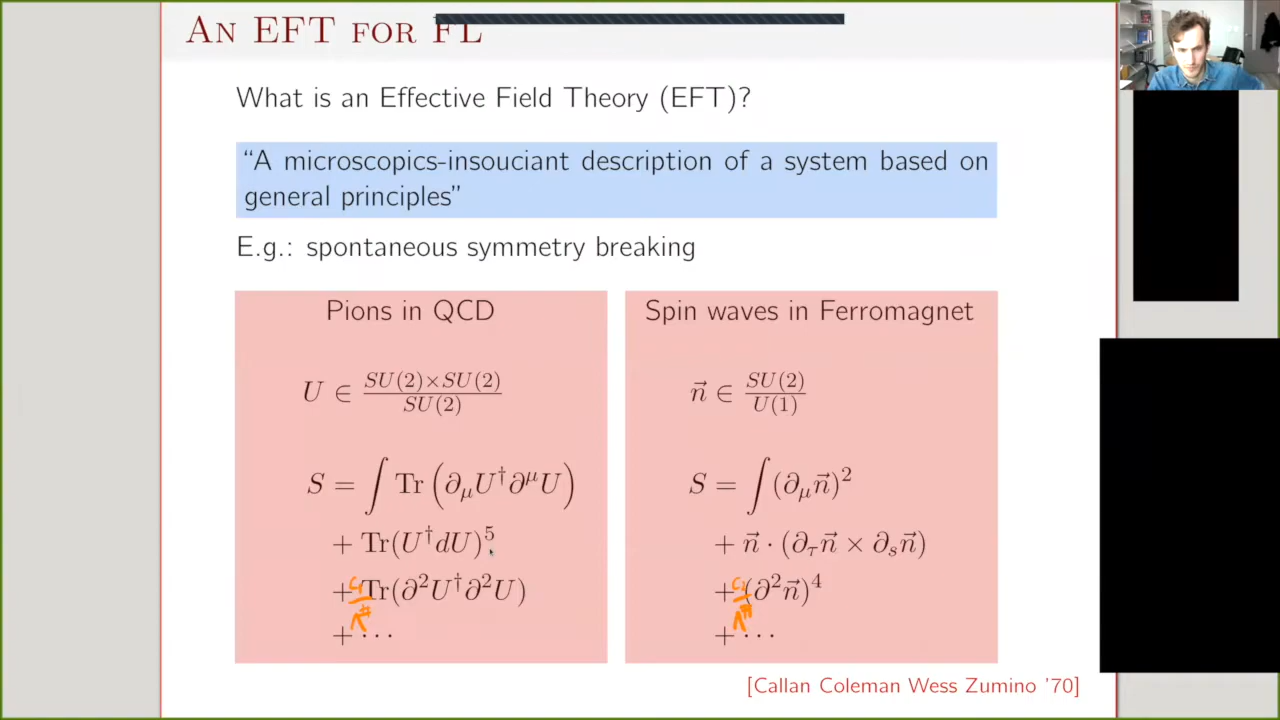 AN EFT FOR FL
What is an Effective Field Theory (EFT)?
“A microscopics-insouciant description of a system based on
general principles”
E.g.: spontaneous symmetry breaking
Pions in QCD
U ∈ SU(2)×SU(2) / SU(2)
S = ∫ Tr(∂_μU^†∂^μU)
+ Tr(U^†dU)^5
+ c_1/Λ^# Tr(∂^2U^†∂^2U)
+ ···
Spin waves in Ferromagnet
n⃗ ∈ SU(2) / U(1)
S = ∫(∂_μn⃗)^2
+ n⃗ · (∂_τn⃗ × ∂_sn⃗)
+ c_1/Λ^# (∂^2n⃗)^4
+ ···
[Callan Coleman Wess Zumino '70]